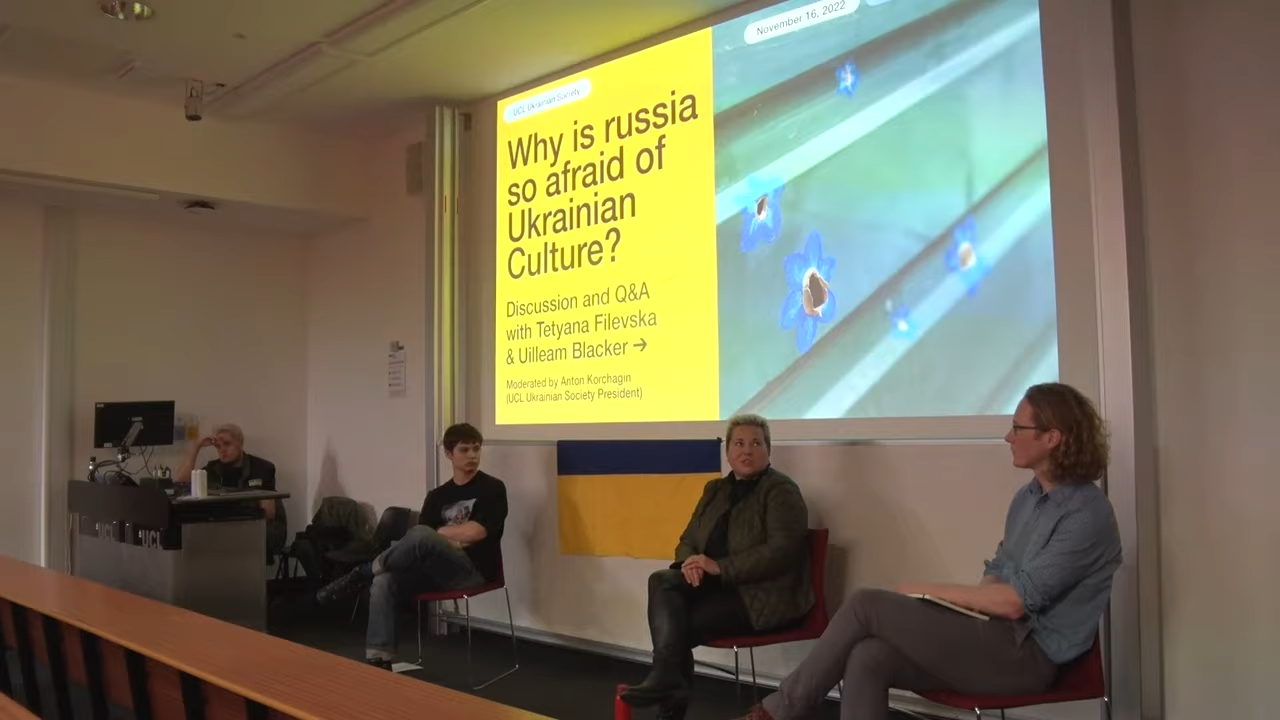 November 16, 2022
UCL Ukrainian Society
Why is russia
so afraid of
Ukrainian
Culture?
Discussion and Q&A
with Tetyana Filevska
& Uilleam Blacker →
Moderated by Anton Korchagin
(UCL Ukrainian Society President)
UCL
UCL